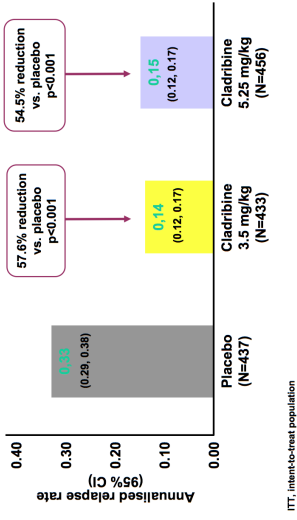 Annualised relapse rate
(95% CI)
0.40
0.30
0.20
0.10
0.00
0,33
(0.29, 0.38)
Placebo
(N=437)
57.6% reduction
vs. placebo
p<0.001
0,14
(0.12, 0.17)
Cladribine
3.5 mg/kg
(N=433)
54.5% reduction
vs. placebo
p<0.001
0,15
(0.12, 0.17)
Cladribine
5.25 mg/kg
(N=456)
ITT, intent-to-treat population